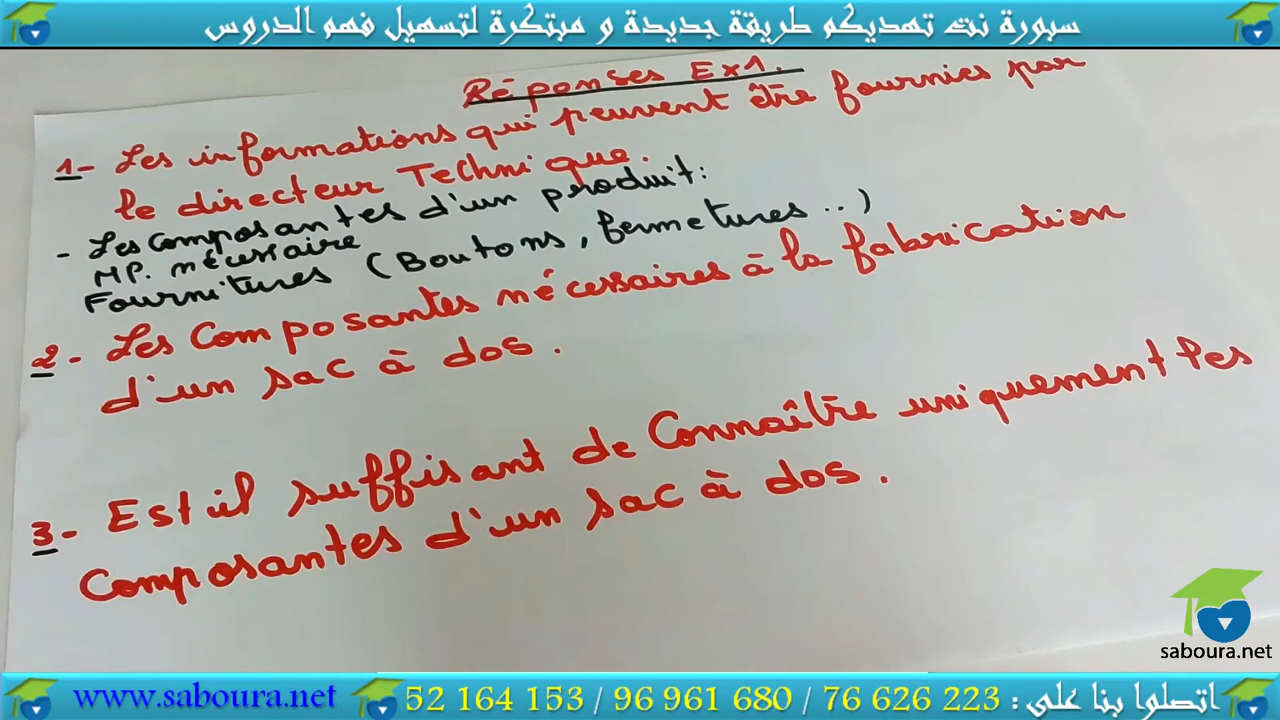 سبورة نت تهديكم طريقة جديدة و مبتكرة لتسهيل فهم الدروس
Réponses Ex1.
1- Les informations qui peuvent être fournies par
le directeur Technique.
- Les composantes d'un produit:
MP. nécessaire
Fournitures (Boutons, fermetures ..)
2- Les Composantes nécessaires à la fabrication
d'un sac à dos.
3- Est il suffisant de Connaître uniquement les
Composantes d'un sac à dos.
saboura.net
www.saboura.net
52 164 153 / 96 961 680 / 76 626 223 : اتصلوا بنا على